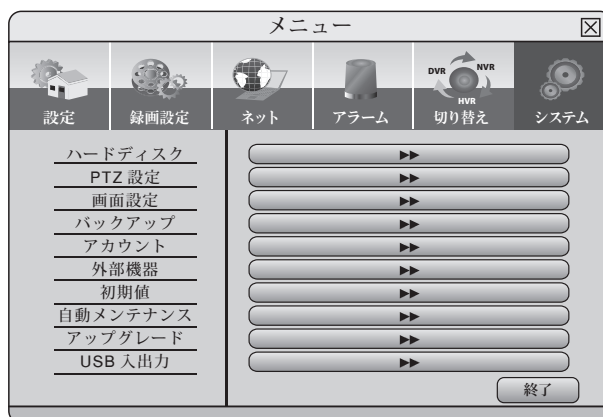 メニュー
設定
録画設定
ネット
アラーム
DVR NVR
HVR
切り替え
システム
ハードディスク
PTZ 設定
画面設定
バックアップ
アカウント
外部機器
初期値
自動メンテナンス
アップグレード
USB 入出力
終了